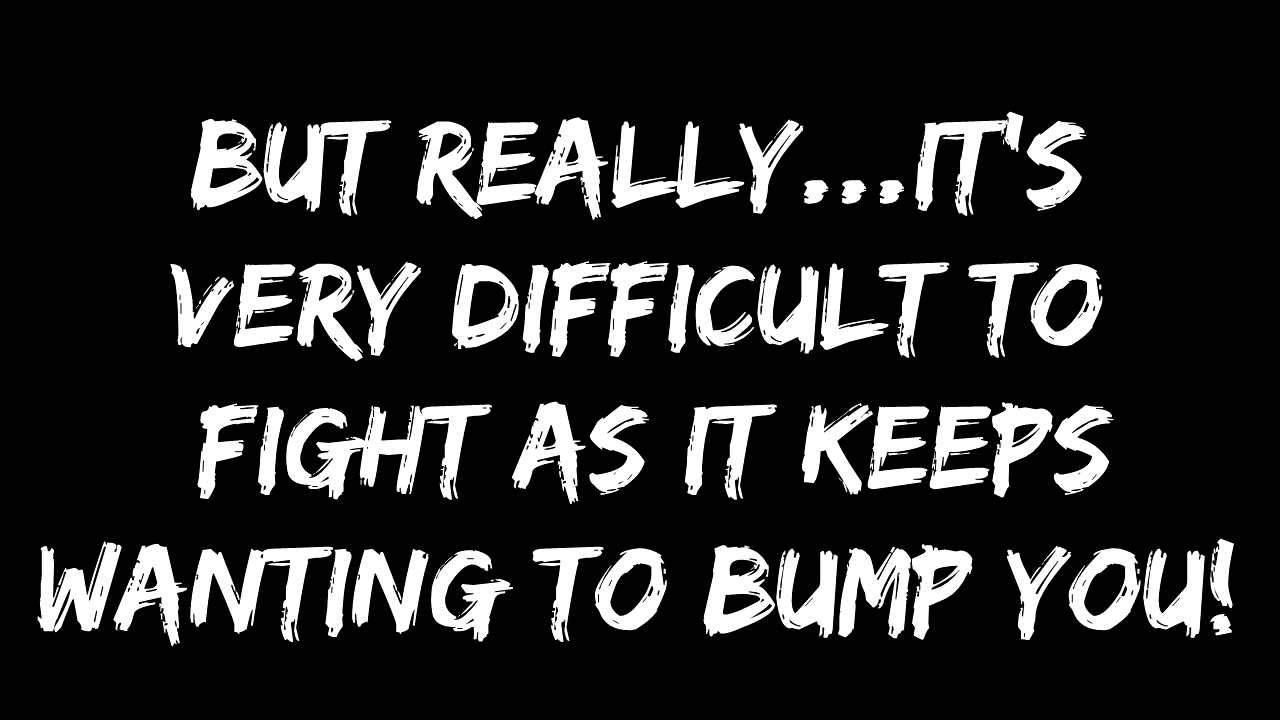 BUT REALLY...IT'S
VERY DIFFICULT TO
FIGHT AS IT KEEPS
WANTING TO BUMP YOU!